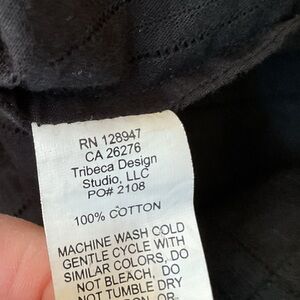 RN 128947
CA 26276
Tribeca Design
Studio, LLC
PO# 2108
100% COTTON
MACHINE WASH COLD
GENTLE CYCLE WITH
SIMILAR COLORS, DO
NOT BLEACH, DO
NOT TUMBLE DRY
OR